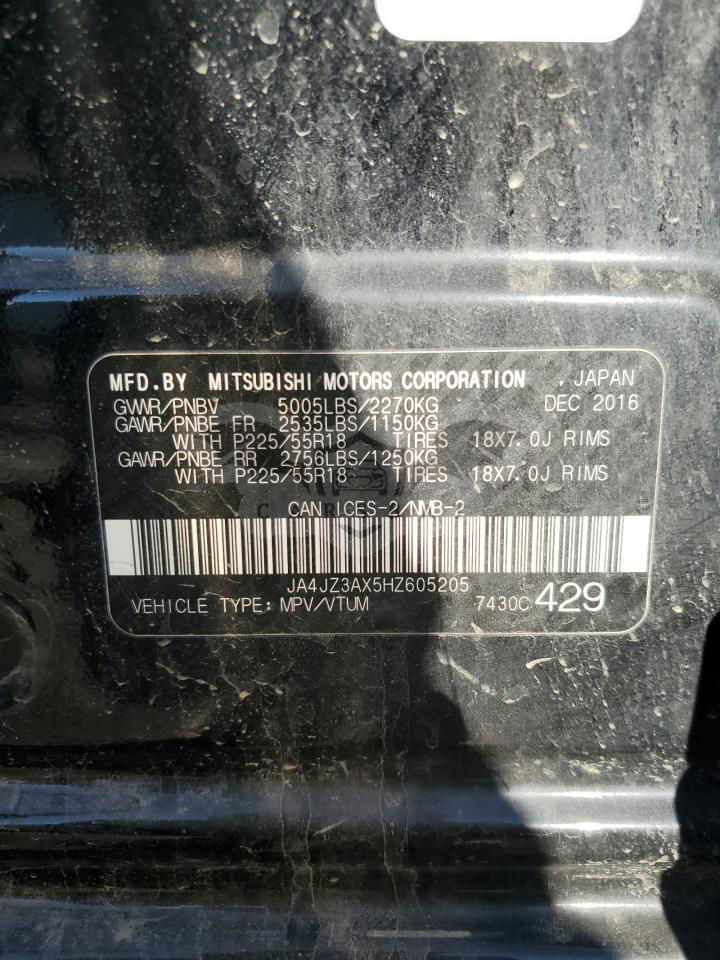 MFD.BY MITSUBISHI MOTORS CORPORATION , JAPAN
GVWR/PNBV 5005LBS/2270KG DEC 2016
GAWR/PNBE FR 2535LBS/1150KG
WITH P225/55R18 TIRES 18X7.0J RIMS
GAWR/PNBE RR 2756LBS/1250KG
WITH P225/55R18 TIRES 18X7.0J RIMS
CAN ICES-2/NMB-2
JA4JZ3AX5HZ605205
VEHICLE TYPE: MPV/VTUM 7430C 429